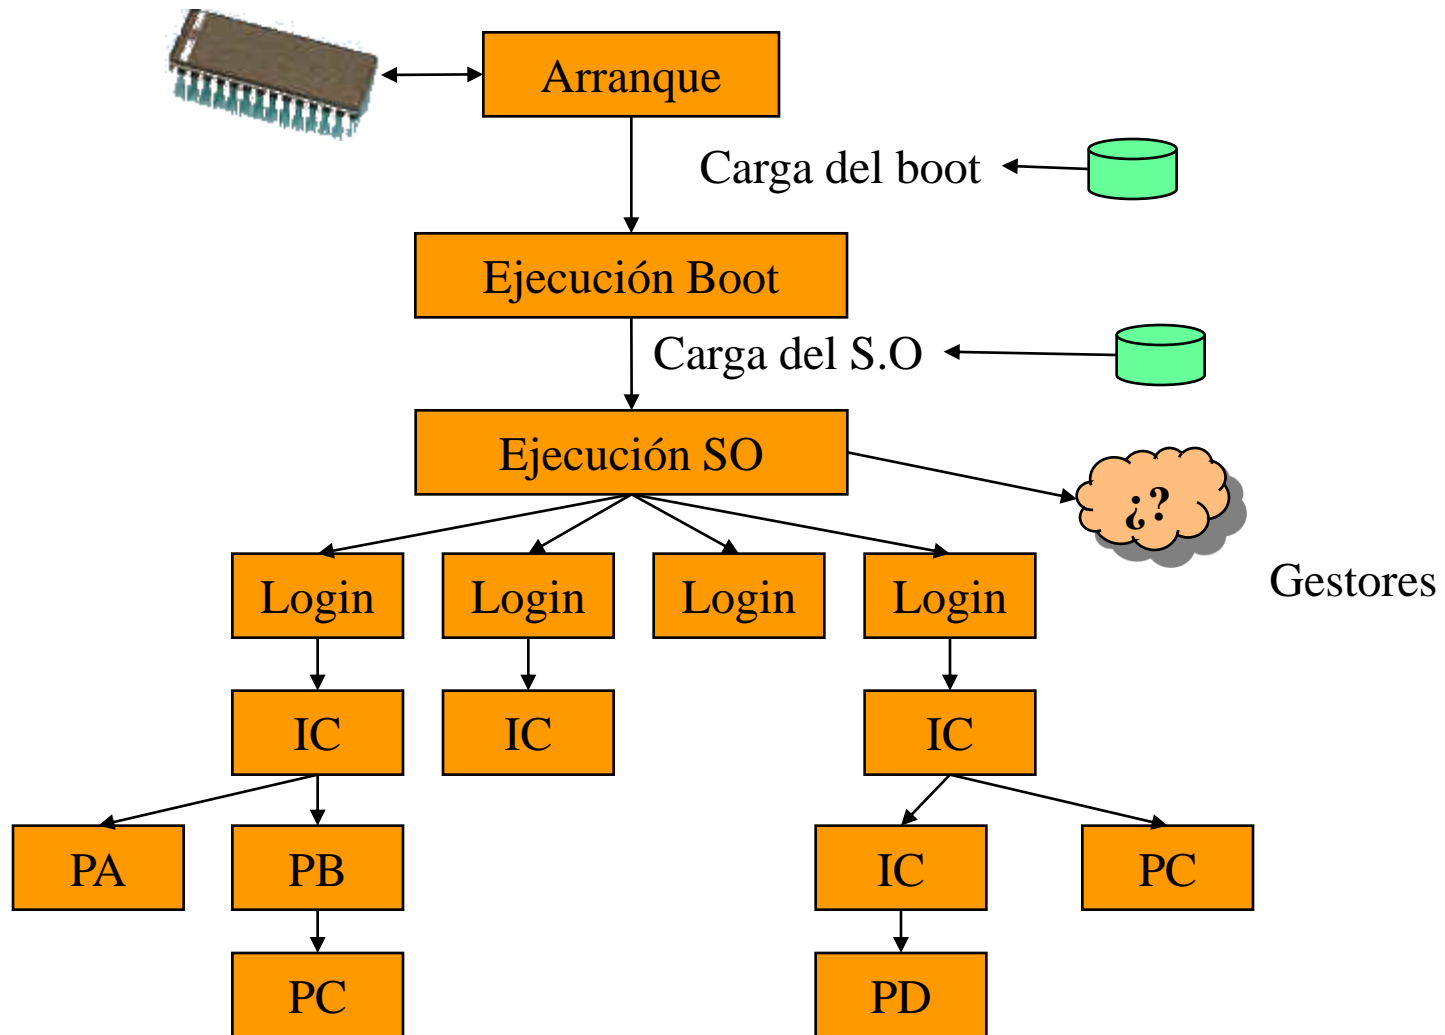 Arranque
Carga del boot
Ejecución Boot
Carga del S.O
Ejecución SO
¿?
Gestores
Login Login Login Login
IC IC IC
PA PB IC PC
PC PD